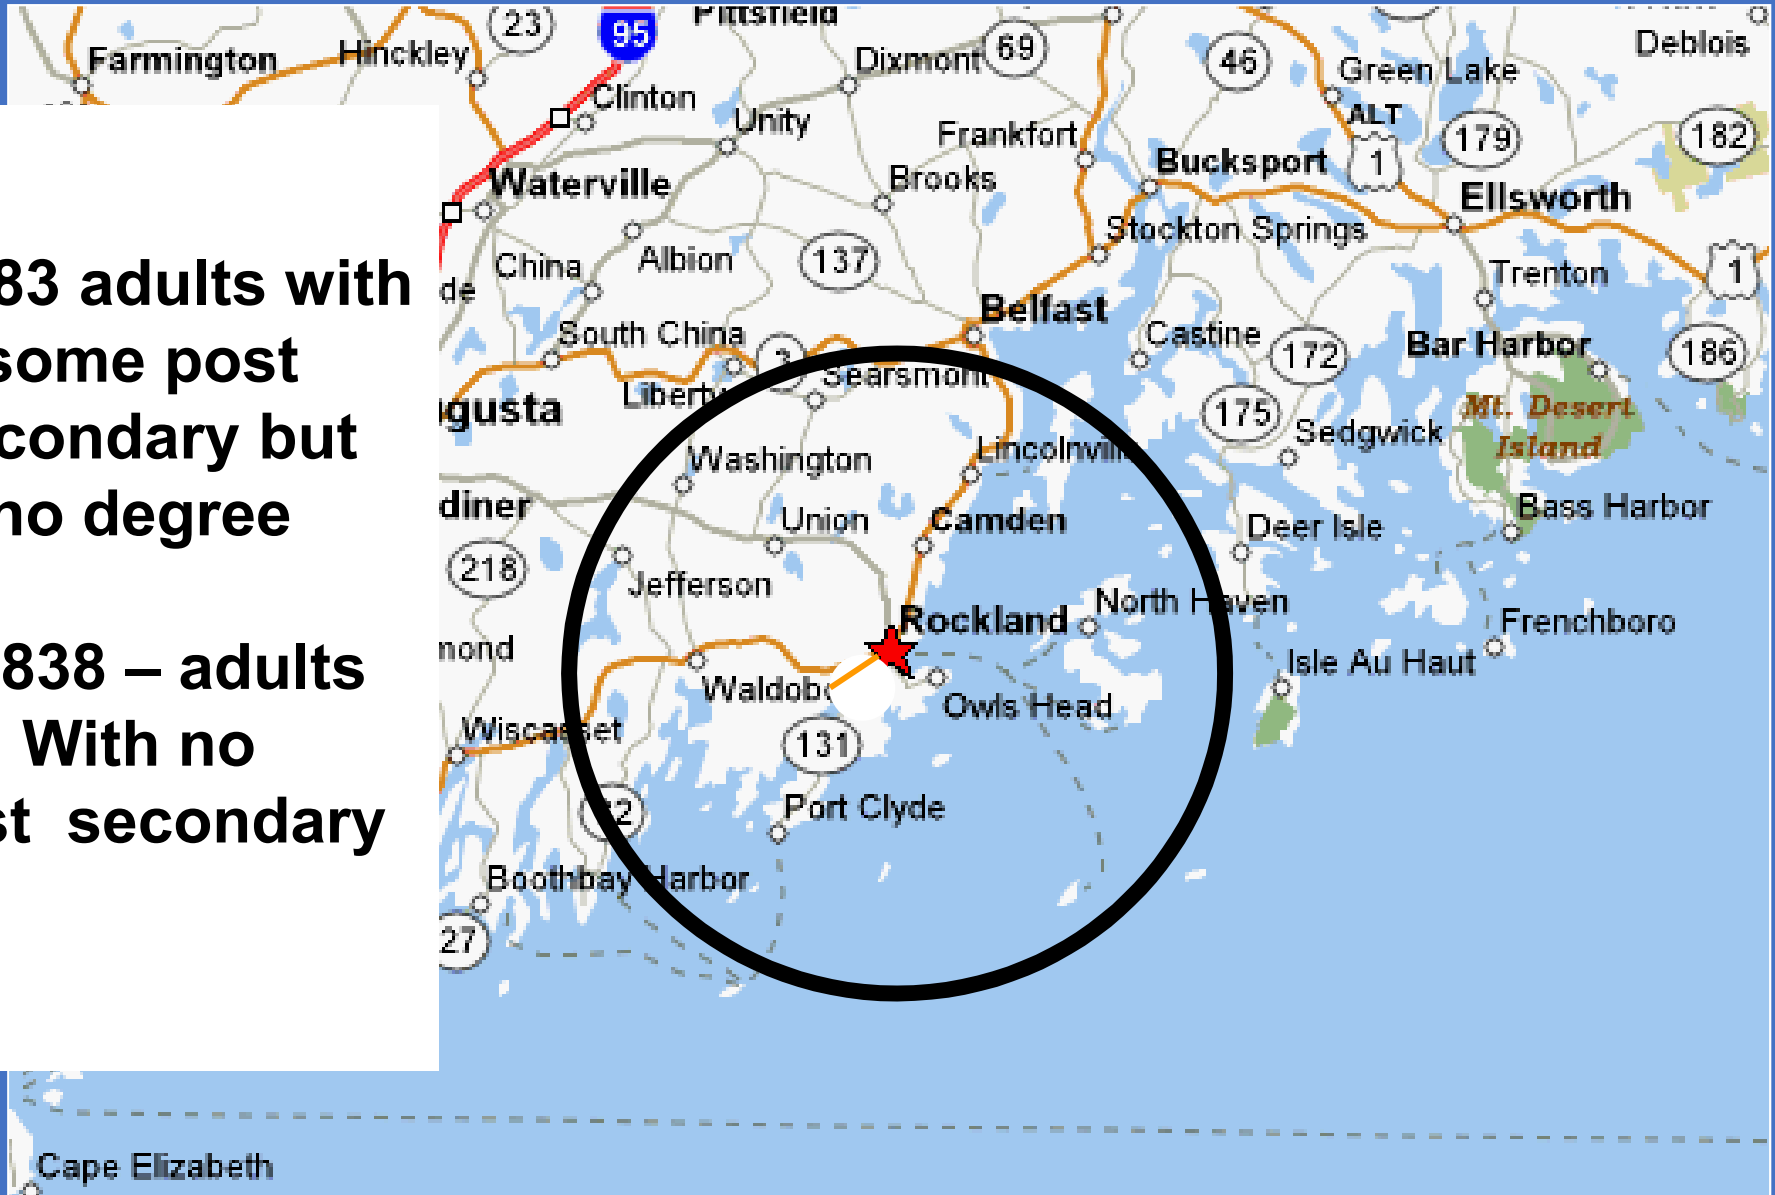 23
95
Pittsfield
69
46
Deblois
Farmington
Hinckley
Dixmont
Green Lake
Clinton
ALT
Unity
Frankfort
1
179
182
Waterville
Brooks
Bucksport
Ellsworth
Stockton Springs
China
Albion
137
Trenton
1
83 adults with
some post
condary but
no degree
838 – adults
With no
st secondary
de
Belfast
South China
3
Castine
172
Bar Harbor
186
Liberty
Searsmont
gusta
175
Mt. Desert
Island
Sedgwick
Washington
Lincolnville
diner
Union
Camden
Deer Isle
Bass Harbor
218
Jefferson
North Haven
Rockland
Frenchboro
mond
Isle Au Haut
Waldob
Owls Head
Wiscasset
131
Port Clyde
Boothbay Harbor
27
Cape Elizabeth